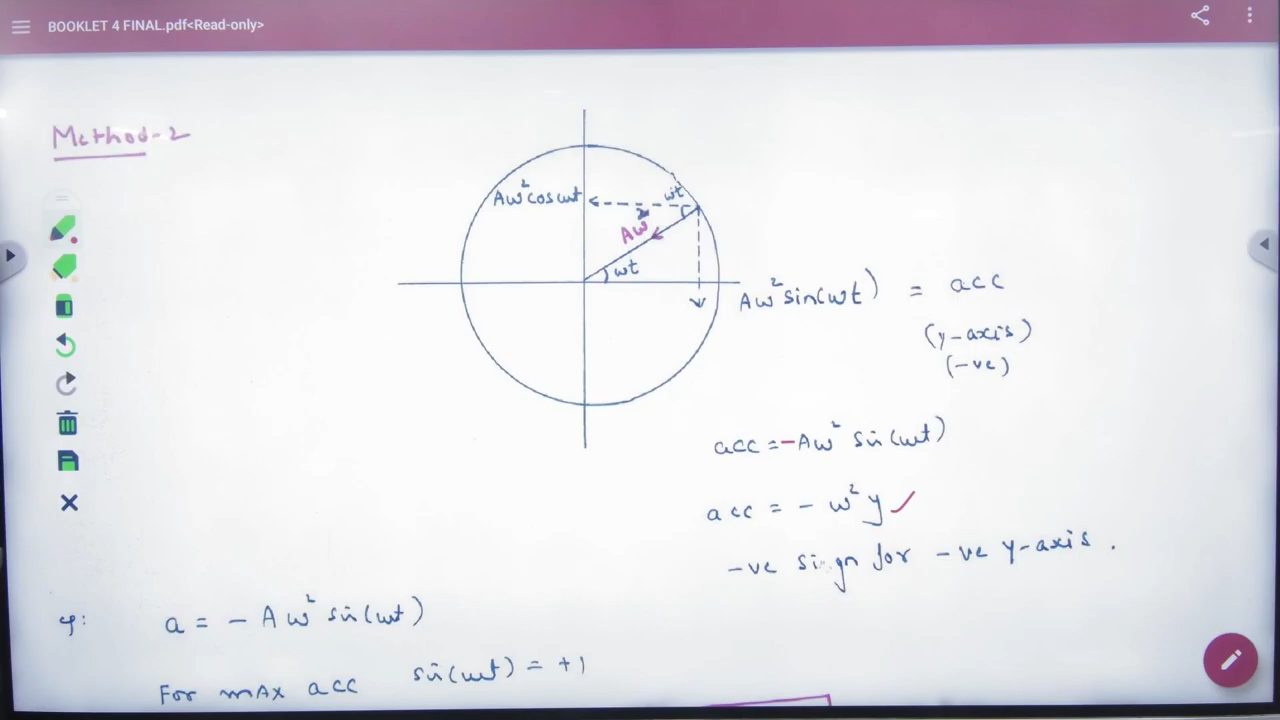 BOOKLET 4 FINAL.pdf<Read-only>
Method-2
Aω²cosωt
ωt
Aω²
ωt
Aω²sin(ωt) = acc
(y-axis)
(-ve)
acc = -Aω² sin(ωt)
acc = - ω² y ✓
-ve sign for -ve y-axis .
a = - Aω² sin(ωt)
For mAx acc sin(ωt) = +1